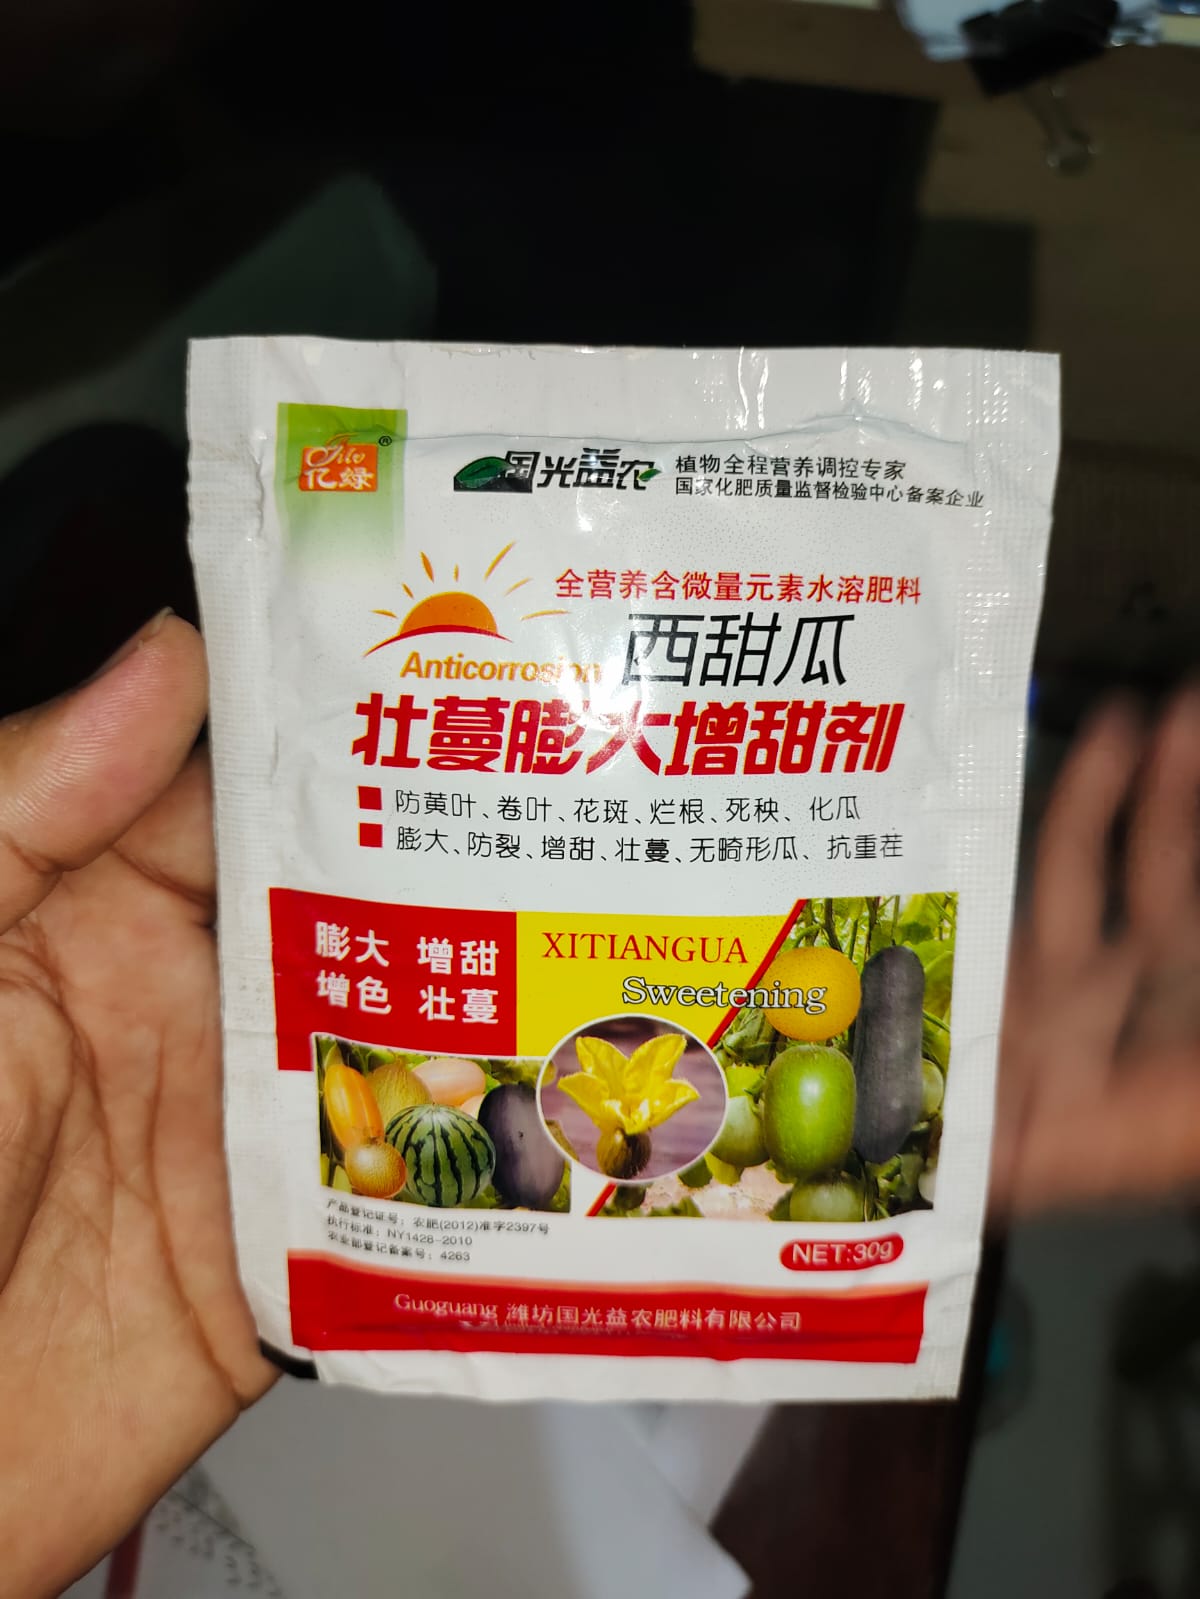 Jilv®
亿绿
国光益农
植物全程营养调控专家
国家化肥质量监督检验中心备案企业
全营养含微量元素水溶肥料
Anticorrosion
西甜瓜
壮蔓膨大增甜剂
防黄叶、卷叶、花斑、烂根、死秧、化瓜
膨大、防裂、增甜、壮蔓、无畸形瓜、抗重茬
膨大 增甜
增色 壮蔓
XITIANGUA
Sweetening
产品登记证号：农肥(2012)准字2397号
执行标准：NY1428-2010
农业部登记备案号：4263
NET:30g
Guoguang 潍坊国光益农肥料有限公司